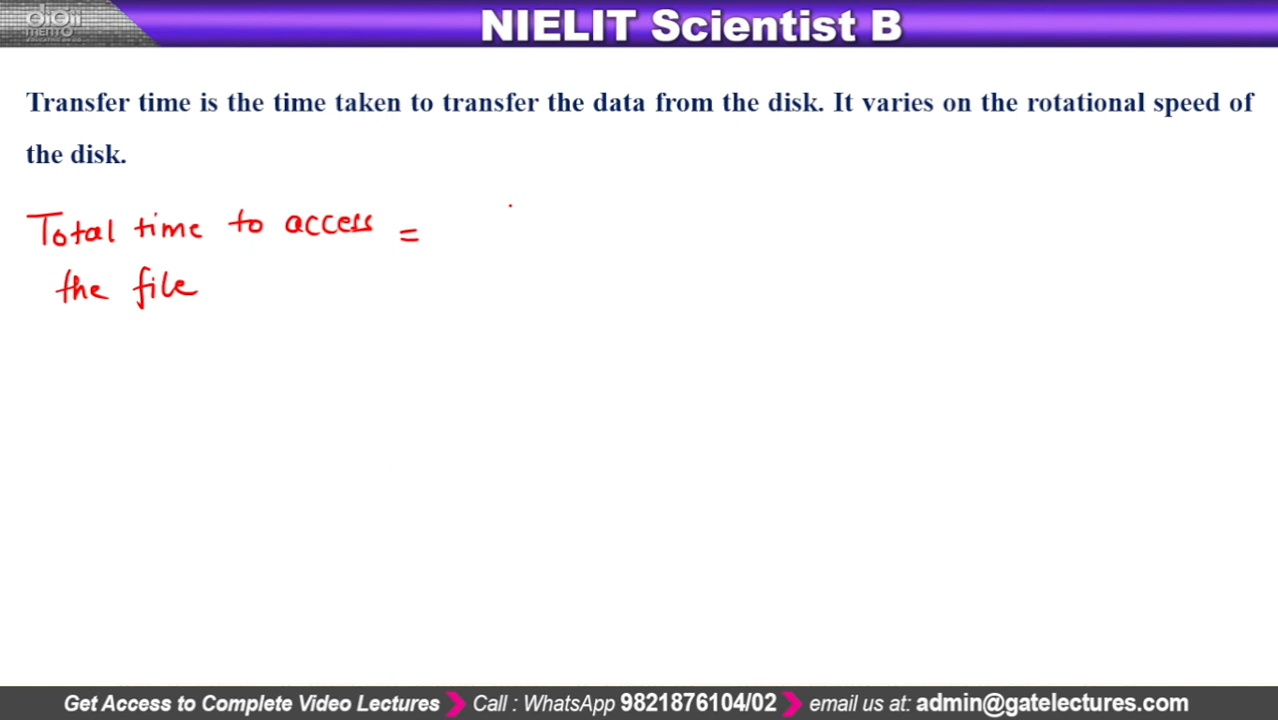 digii
MENTO
NIELIT Scientist B
Transfer time is the time taken to transfer the data from the disk. It varies on the rotational speed of
the disk.
Total time to access =
the file
Get Access to Complete Video Lectures Call : WhatsApp 9821876104/02 email us at: admin@gatelectures.com